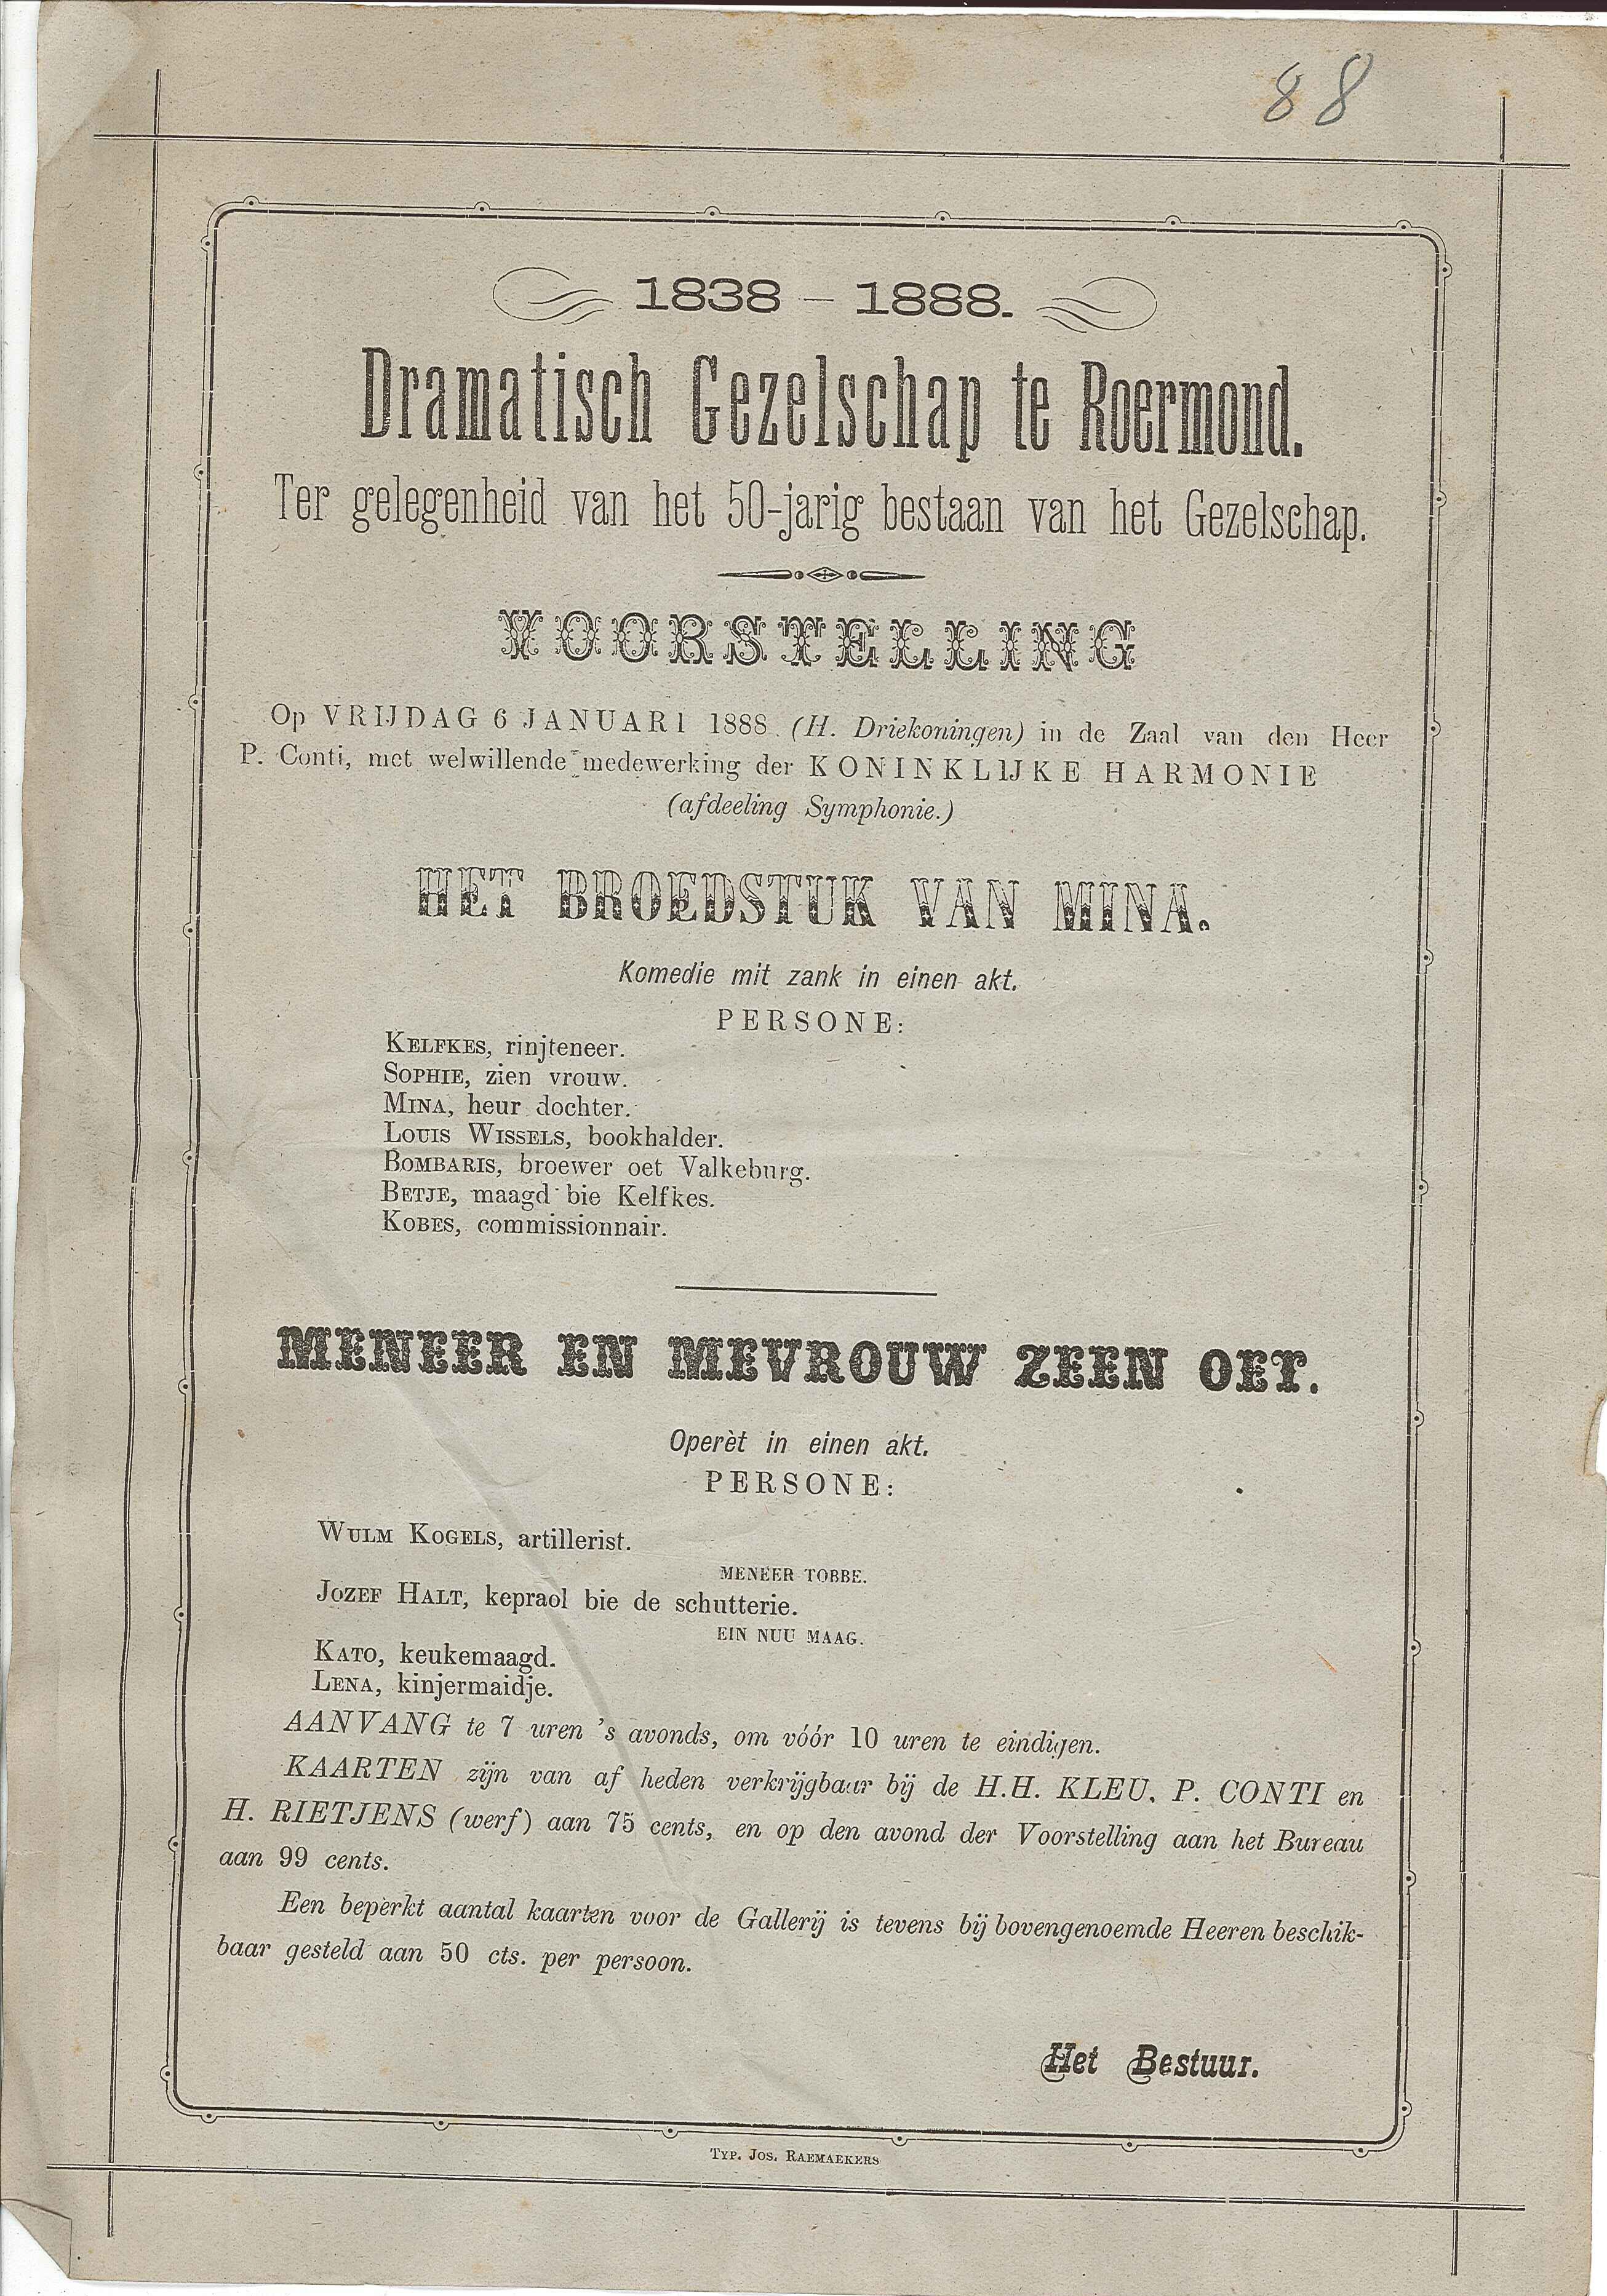 88
1838 — 1888.
Dramatisch Gezelschap te Roermond.
Ter gelegenheid van het 50-jarig bestaan van het Gezelschap.
VOORSTELLING
Op VRIJDAG 6 JANUARI 1888 (H. Driekoningen) in de Zaal van den Heer
P. Conti, met welwillende medewerking der KONINKLIJKE HARMONIE
(afdeeling Symphonie.)
HET BROEDSTUK VAN MINA.
Komedie mit zank in einen akt.
PERSONE:
KELFKES, rinjteneer.
SOPHIE, zien vrouw.
MINA, heur dochter.
LOUIS WISSELS, bookhalder.
BOMBARIS, broewer oet Valkeburg.
BETJE, maagd bie Kelfkes.
KOBES, commissionnair.
MENEER EN MEVROUW ZEEN OET.
Operèt in einen akt.
PERSONE:
WULM KOGELS, artillerist.
MENEER TOBBE.
JOZEF HALT, kepraol bie de schutterie.
EIN NUU MAAG.
KATO, keukemaagd.
LENA, kinjermaidje.
AANVANG te 7 uren 's avonds, om vóór 10 uren te eindigen.
KAARTEN zijn van af heden verkrijgbaar bij de H.H. KLEU, P. CONTI en
H. RIETJENS (werf) aan 75 cents, en op den avond der Voorstelling aan het Bureau
aan 99 cents.
Een beperkt aantal kaarten voor de Gallerij is tevens bij bovengenoemde Heeren beschik-
baar gesteld aan 50 cts. per persoon.
Het Bestuur.
TYP. JOS. RAEMAEKERS